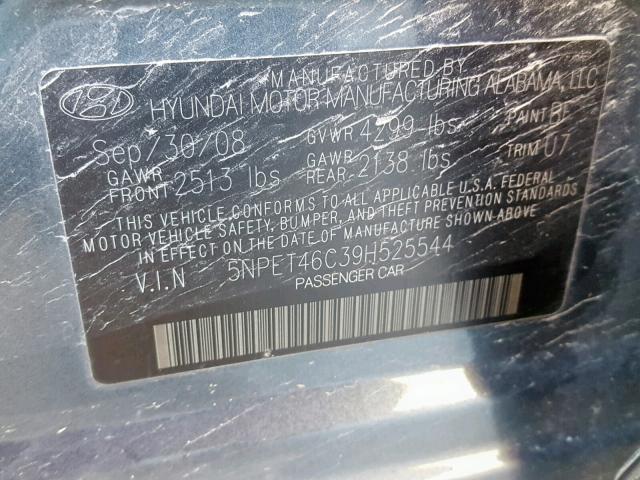 MANUFACTURED BY
HYUNDAI MOTOR MANUFACTURING ALABAMA, LLC
Sep/30/08 GVWR 4299 lbs PAINT BF
GAWR FRONT 2513 lbs GAWR REAR 2138 lbs TRIM U7
THIS VEHICLE CONFORMS TO ALL APPLICABLE U.S.A. FEDERAL
MOTOR VEHICLE SAFETY, BUMPER, AND THEFT PREVENTION STANDARDS
IN EFFECT ON THE DATE OF MANUFACTURE SHOWN ABOVE
V.I.N 5NPET46C39H525544
PASSENGER CAR